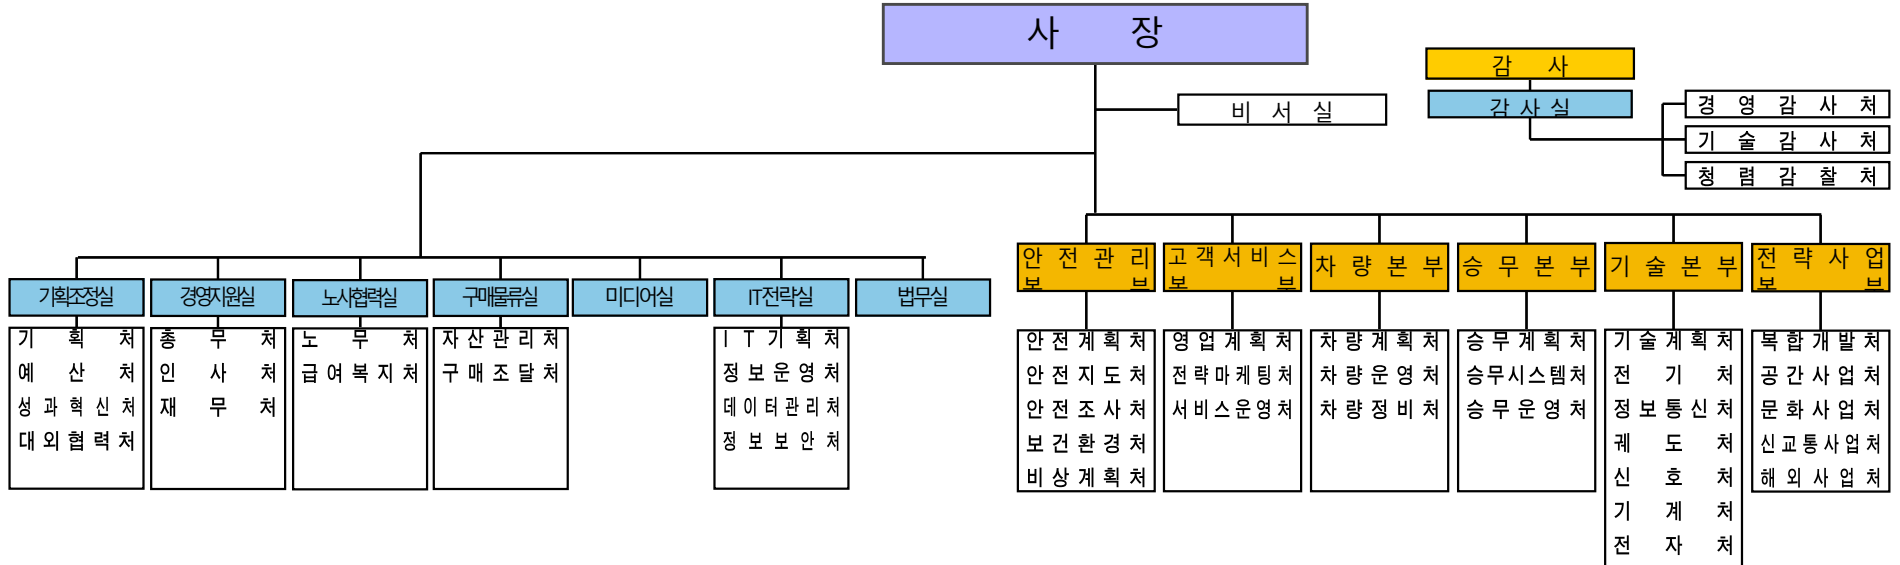 사 장
감 사
비 서 실
감 사 실
경 영 감 사 처
기 술 감 사 처
청 렴 감 찰 처
기획조정실
기 획 처
예 산 처
성 과 혁 신 처
대 외 협 력 처
경영지원실
총 무 처
인 사 처
재 무 처
노사협력실
노 무 처
급 여 복 지 처
구매물류실
자 산 관 리 처
구 매 조 달 처
미디어실
IT전략실
I T 기 획 처
정 보 운 영 처
데 이 터 관 리 처
정 보 보 안 처
법무실
안 전 관 리
본 부
안 전 계 획 처
안 전 지 도 처
안 전 조 사 처
보 건 환 경 처
비 상 계 획 처
고 객 서 비 스
본 부
영 업 계 획 처
전 략 마 케 팅 처
서 비 스 운 영 처
차 량 본 부
차 량 계 획 처
차 량 운 영 처
차 량 정 비 처
승 무 본 부
승 무 계 획 처
승 무 시 스 템 처
승 무 운 영 처
기 술 본 부
기 술 계 획 처
전 기 처
정 보 통 신 처
궤 도 처
신 호 처
기 계 처
전 자 처
전 략 사 업
본 부
복 합 개 발 처
공 간 사 업 처
문 화 사 업 처
신 교 통 사 업 처
해 외 사 업 처